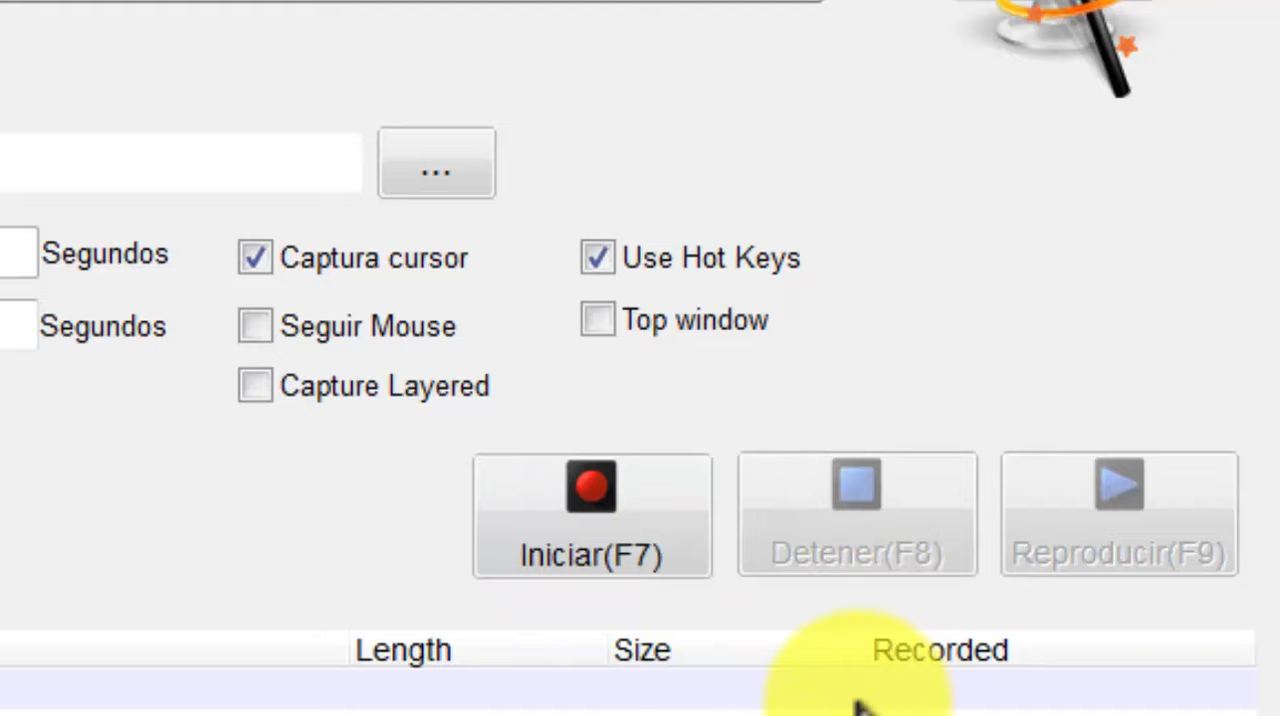 ...
Segundos
Captura cursor
Use Hot Keys
Segundos
Seguir Mouse
Top window
Capture Layered
Iniciar(F7)
Detener(F8)
Reproducir(F9)
Length
Size
Recorded